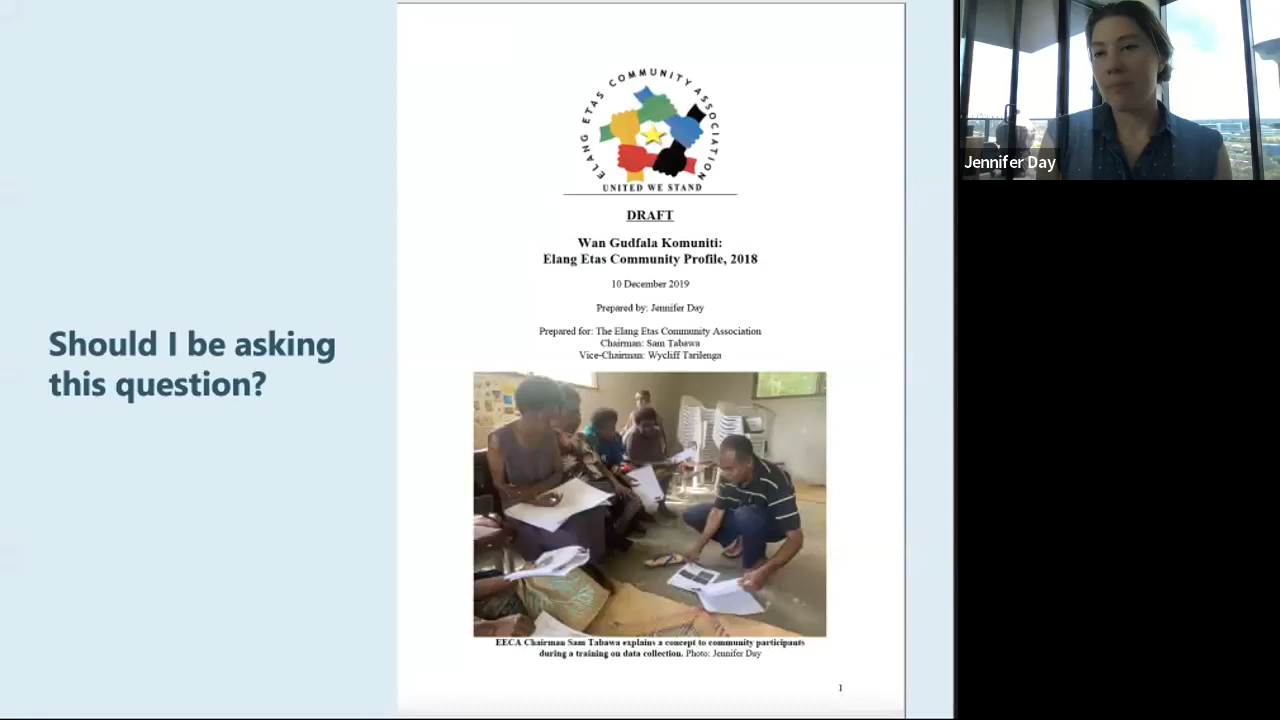 Should I be asking
this question?
ELANG ETAS COMMUNITY ASSOCIATION
UNITED WE STAND
DRAFT
Wan Gudfala Komuniti:
Elang Etas Community Profile, 2018
10 December 2019
Prepared by: Jennifer Day
Prepared for: The Elang Etas Community Association
Chairman: Sam Tabawa
Vice-Chairman: Wycliff Tarilenga
EECA Chairman Sam Tabawa explains a concept to community participants
during a training on data collection. Photo: Jennifer Day
1
Jennifer Day